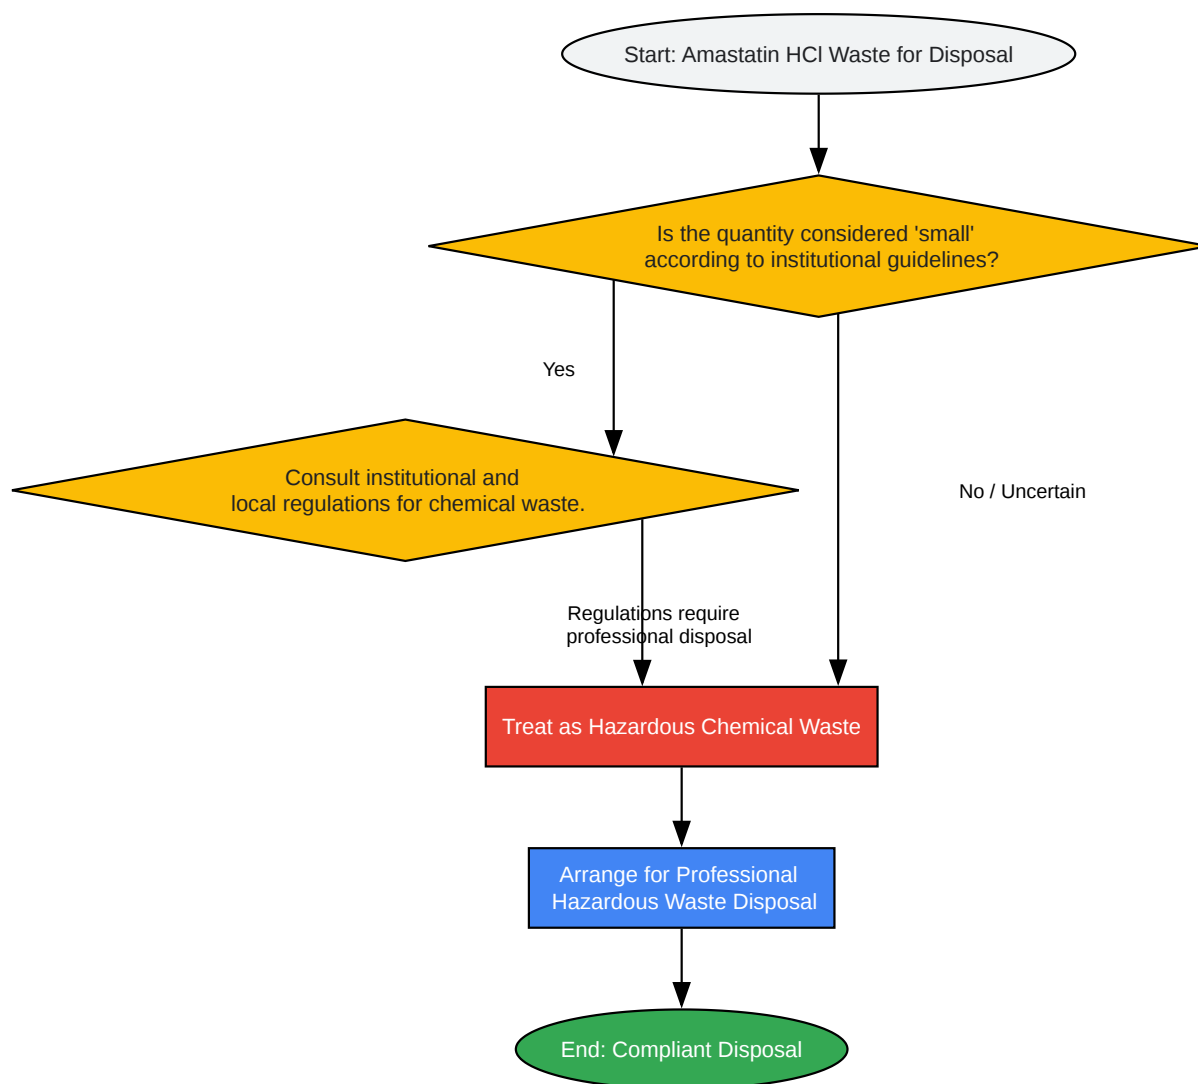 Start: Amastatin HCl Waste for Disposal
Is the quantity considered 'small'
according to institutional guidelines?
Yes
Consult institutional and
local regulations for chemical waste.
No / Uncertain
Regulations require
professional disposal
Treat as Hazardous Chemical Waste
Arrange for Professional
Hazardous Waste Disposal
End: Compliant Disposal